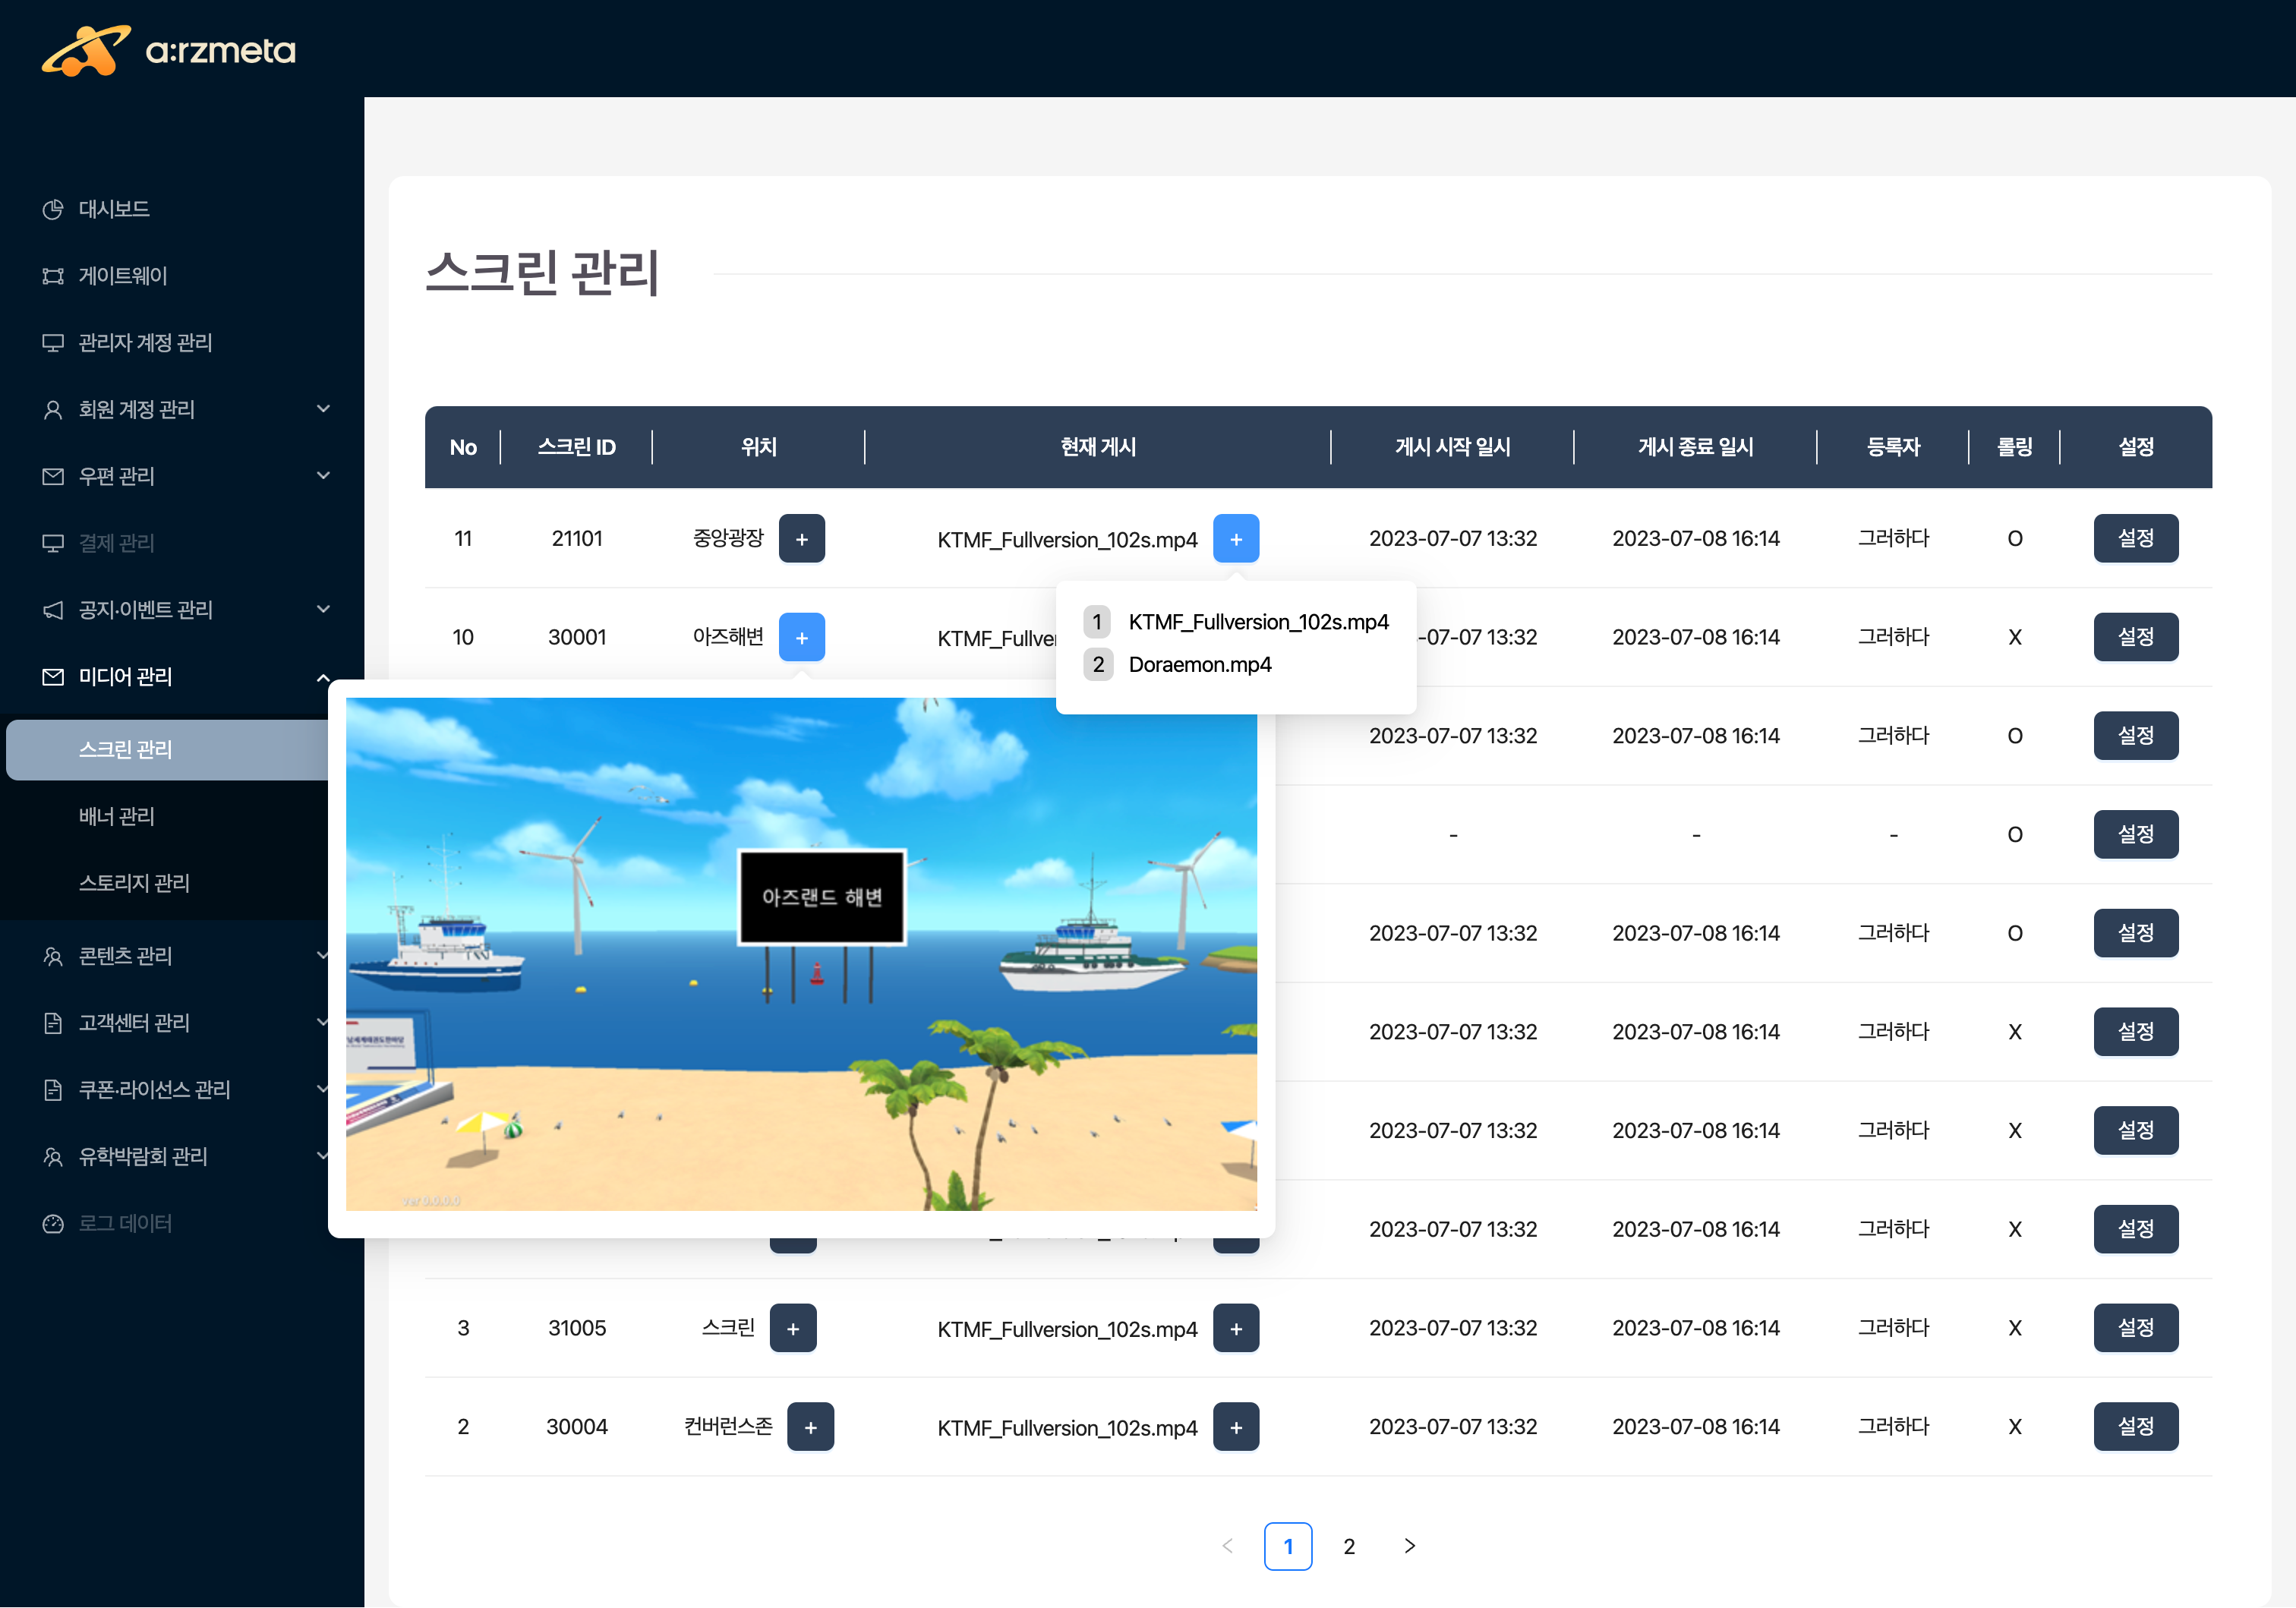 a:rzmeta
대시보드
게이트웨이
관리자 계정 관리
회원 계정 관리
우편 관리
결제 관리
공지·이벤트 관리
미디어 관리
스크린 관리
배너 관리
스토리지 관리
콘텐츠 관리
고객센터 관리
쿠폰·라이선스 관리
유학박람회 관리
로그 데이터
스크린 관리
No 스크린 ID 위치 현재 게시 게시 시작 일시 게시 종료 일시 등록자 롤링 설정
11 21101 중앙광장 + KTMF_Fullversion_102s.mp4 + 2023-07-07 13:32 2023-07-08 16:14 그러하다 O 설정
1 KTMF_Fullversion_102s.mp4
2 Doraemon.mp4
10 30001 아즈해변 + 2023-07-08 16:14 그러하다 X 설정
2023-07-07 13:32 2023-07-08 16:14 그러하다 O 설정
- - - O 설정
아즈랜드 해변
2023-07-07 13:32 2023-07-08 16:14 그러하다 O 설정
2023-07-07 13:32 2023-07-08 16:14 그러하다 X 설정
2023-07-07 13:32 2023-07-08 16:14 그러하다 X 설정
ver 0.0.0.0
2023-07-07 13:32 2023-07-08 16:14 그러하다 X 설정
3 31005 스크린 + KTMF_Fullversion_102s.mp4 + 2023-07-07 13:32 2023-07-08 16:14 그러하다 X 설정
2 30004 컨버런스존 + KTMF_Fullversion_102s.mp4 + 2023-07-07 13:32 2023-07-08 16:14 그러하다 X 설정
< 1 2 >